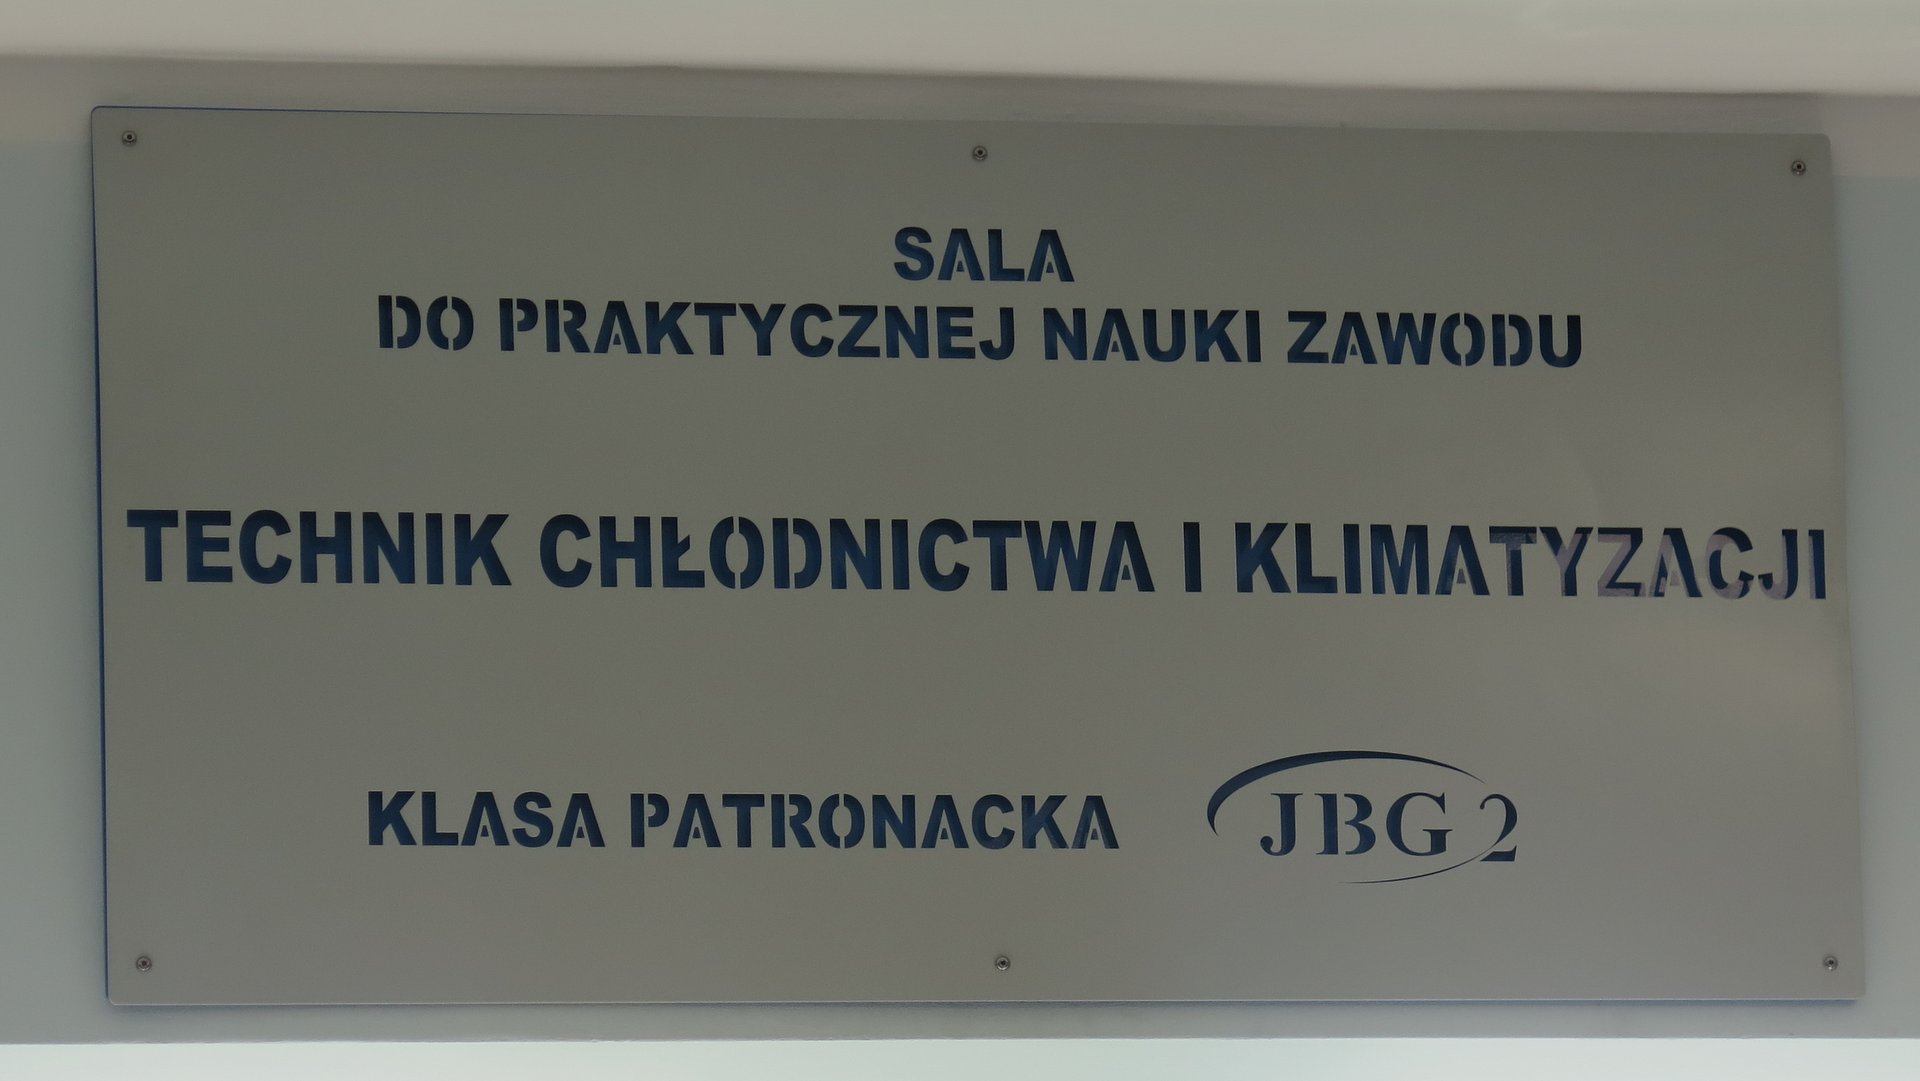 SALA
DO PRAKTYCZNEJ NAUKI ZAWODU
TECHNIK CHŁODNICTWA I KLIMATYZACJI
KLASA PATRONACKA JBG 2